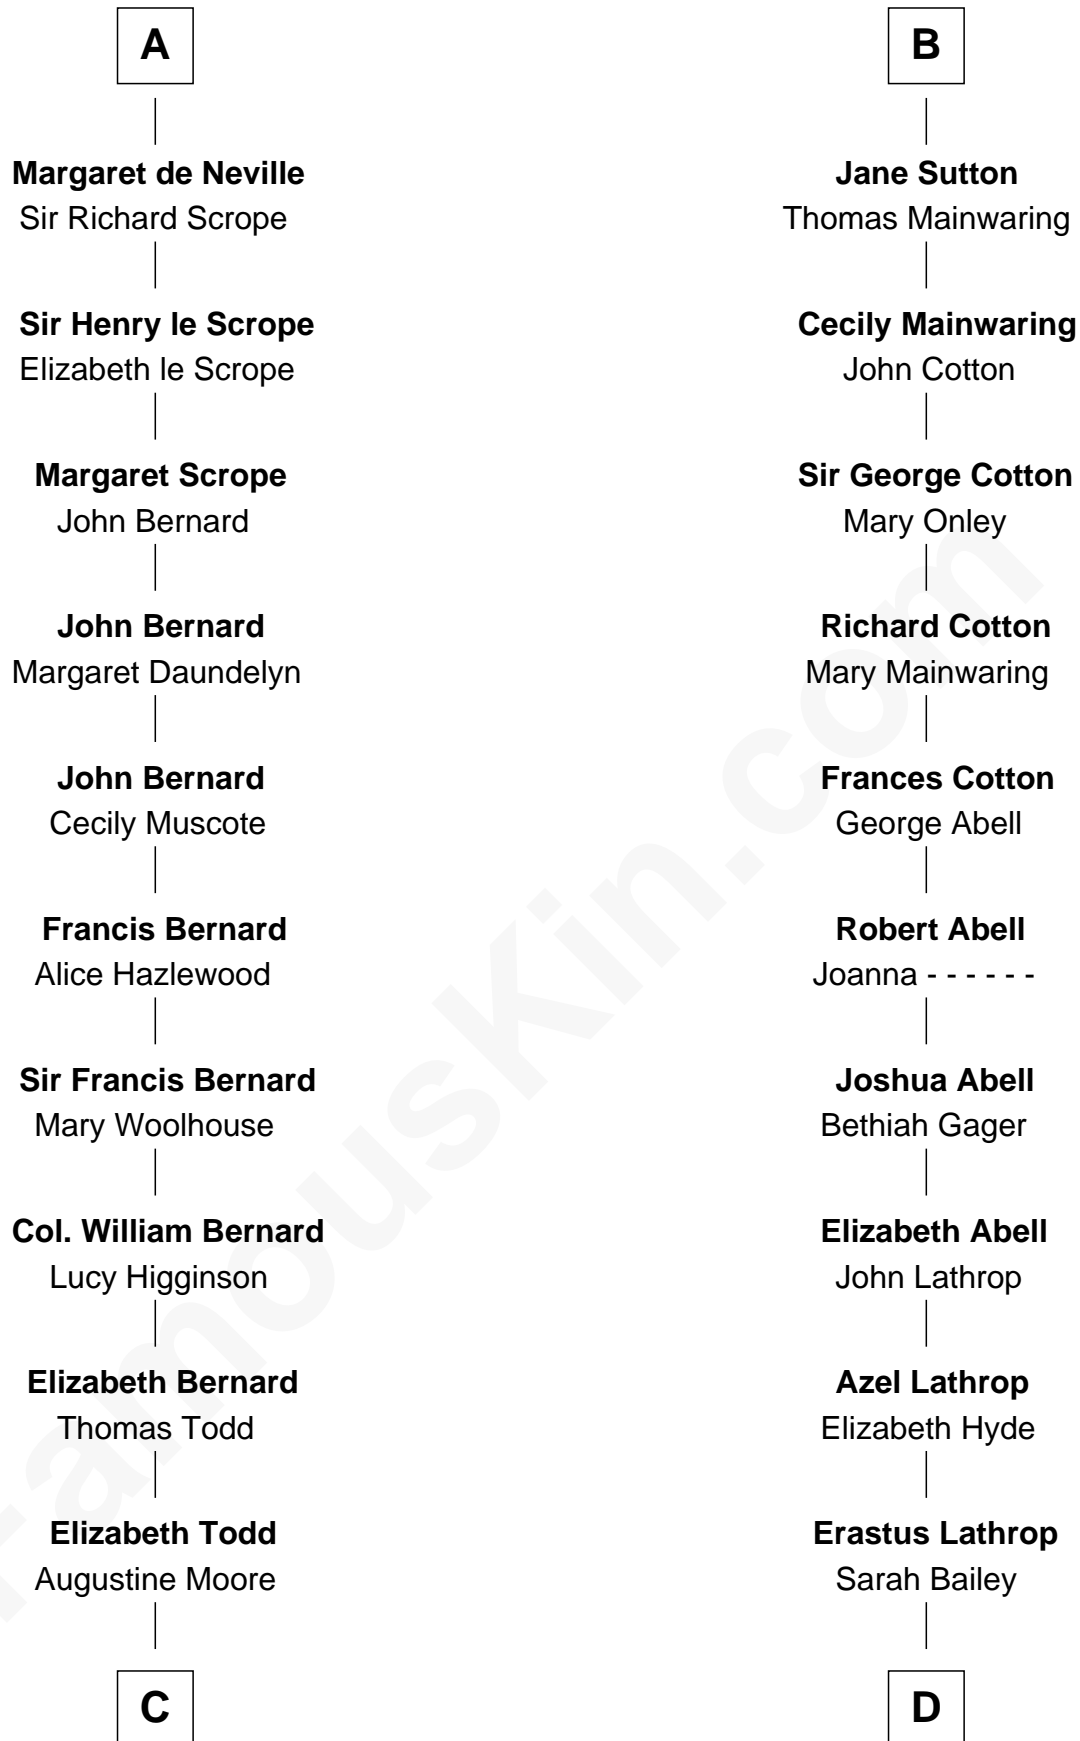 A
Margaret de Neville
Sir Richard Scrope
Sir Henry le Scrope
Elizabeth le Scrope
Margaret Scrope
John Bernard
John Bernard
Margaret Daundelyn
John Bernard
Cecily Muscote
Francis Bernard
Alice Hazlewood
Sir Francis Bernard
Mary Woolhouse
Col. William Bernard
Lucy Higginson
Elizabeth Bernard
Thomas Todd
Elizabeth Todd
Augustine Moore
C
B
Jane Sutton
Thomas Mainwaring
Cecily Mainwaring
John Cotton
Sir George Cotton
Mary Onley
Richard Cotton
Mary Mainwaring
Frances Cotton
George Abell
Robert Abell
Joanna - - - - - -
Joshua Abell
Bethiah Gager
Elizabeth Abell
John Lathrop
Azel Lathrop
Elizabeth Hyde
Erastus Lathrop
Sarah Bailey
D
FamousKin.com